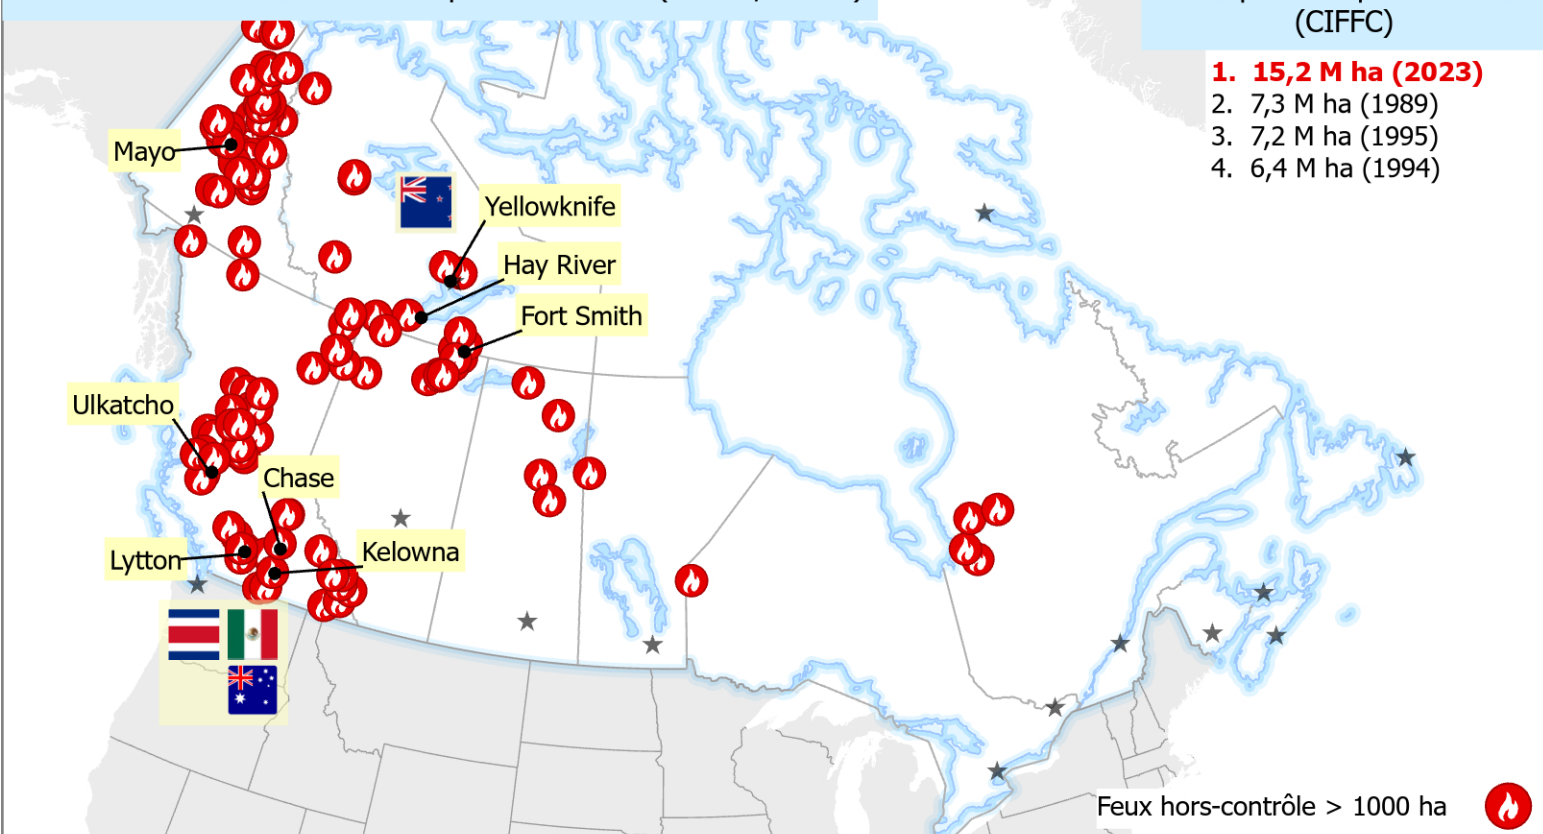 (CIFFC)
1. 15,2 M ha (2023)
2. 7,3 M ha (1989)
3. 7,2 M ha (1995)
4. 6,4 M ha (1994)
Mayo
Yellowknife
Hay River
Fort Smith
Ulkatcho
Chase
Lytton
Kelowna
Feux hors-contrôle > 1000 ha